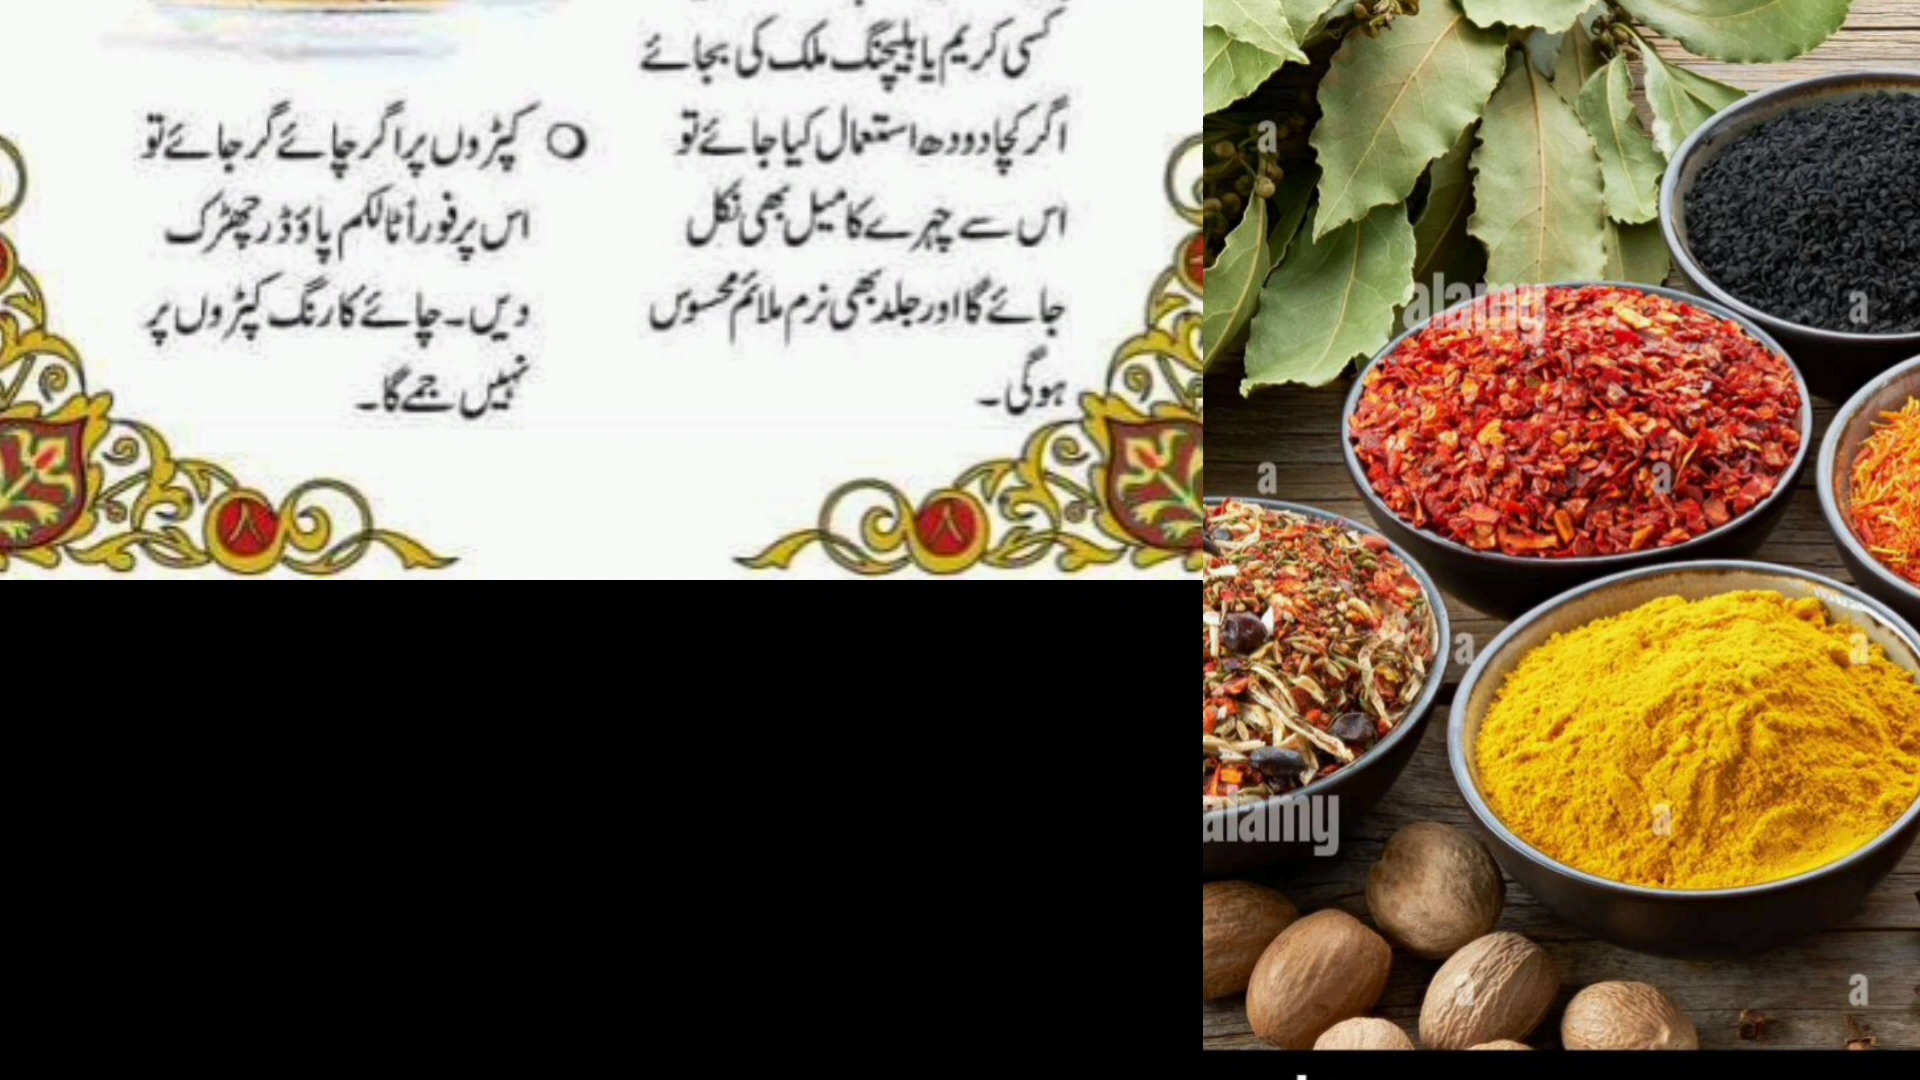 کسی کریم یا بلیچنگ ملک کی بجائے
اگر کچا دودھ استعمال کیا جائے تو
اس سے چہرے کا میل بھی نکل
جائے گا اور جلد بھی نرم ملائم محسوس
ہوگی۔
کپڑوں پر اگر چائے گر جائے تو
اس پر فوراً ٹالکم پاؤڈر چھڑک
دیں۔ چائے کا رنگ کپڑوں پر
نہیں جمے گا۔
alamy
a
a
a
a
a
a
a
alamy
a
a